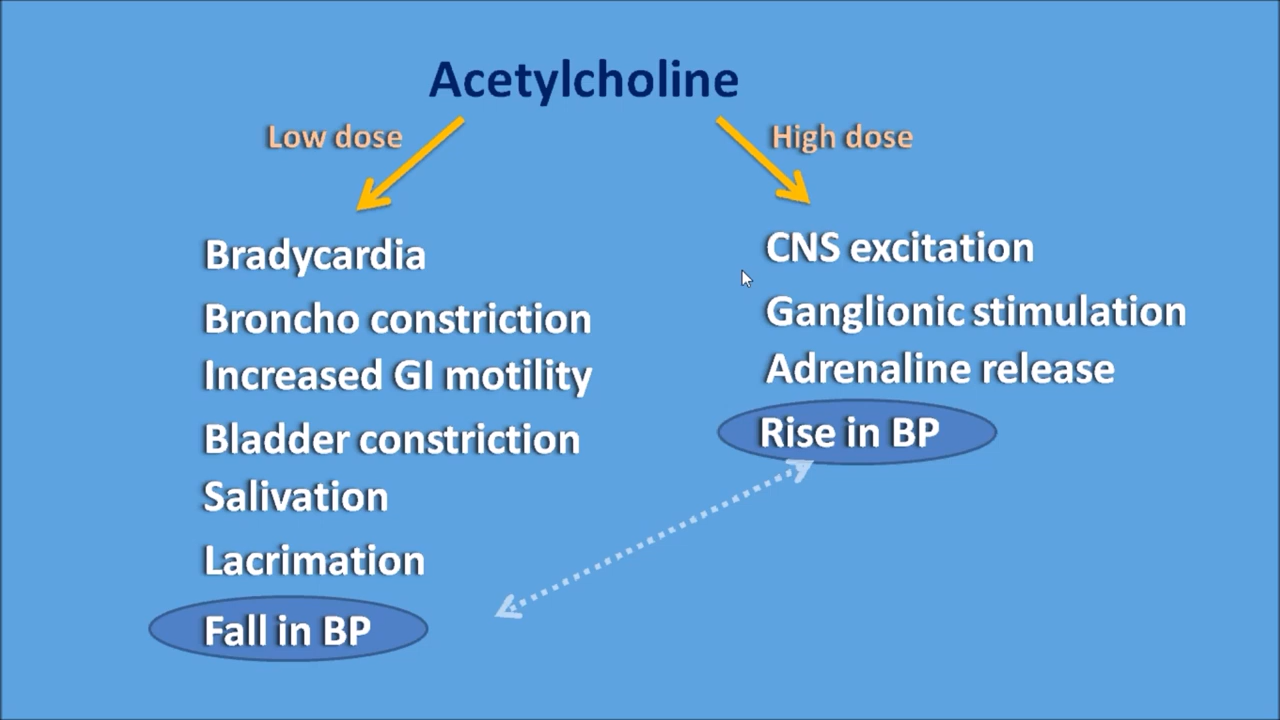 Acetylcholine
Low dose
High dose
Bradycardia
Broncho constriction
Increased GI motility
Bladder constriction
Salivation
Lacrimation
Fall in BP
CNS excitation
Ganglionic stimulation
Adrenaline release
Rise in BP